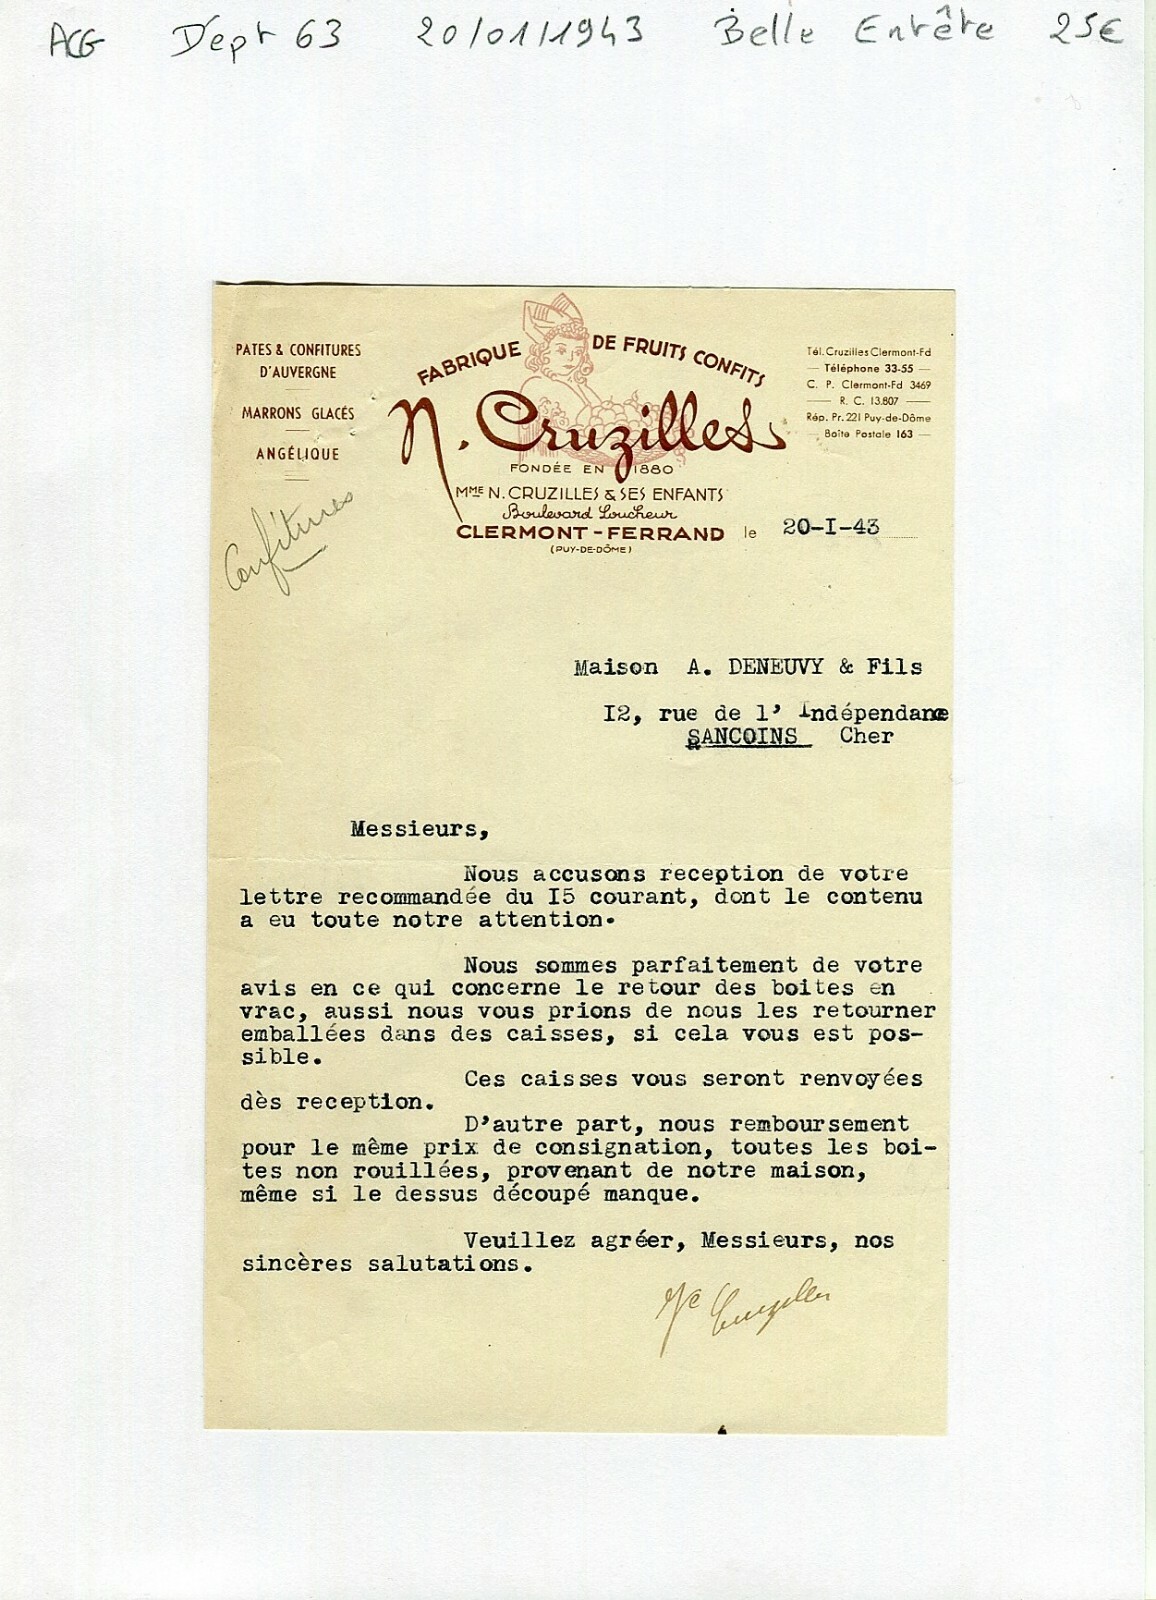 ACG Dépt 63 20/01/1943 Belle Entête 25€
PATES & CONFITURES
D'AUVERGNE
MARRONS GLACÉS
ANGÉLIQUE
Confitures
FABRIQUE DE FRUITS CONFITS
N. Cruzilles
FONDÉE EN 1880
MME N. CRUZILLES & SES ENFANTS
Boulevard Loucheur
CLERMONT-FERRAND
(PUY-DE-DÔME)
Tél. Cruzilles Clermont-Fd
Téléphone 33-55
C. P. Clermont-Fd 3469
R. C. 13.807
Rép. Pr. 221 Puy-de-Dôme
Boîte Postale 163
le 20-I-43
Maison A. DENEUVY & Fils
I2, rue de l' Indépendance
SANCOINS Cher
Messieurs,
Nous accusons reception de votre
lettre recommandée du I5 courant, dont le contenu
a eu toute notre attention.
Nous sommes parfaitement de votre
avis en ce qui concerne le retour des boites en
vrac, aussi nous vous prions de nous les retourner
emballées dans des caisses, si cela vous est pos-
sible.
Ces caisses vous seront renvoyées
dès reception.
D'autre part, nous remboursement
pour le même prix de consignation, toutes les boi-
tes non rouillées, provenant de notre maison,
même si le dessus découpé manque.
Veuillez agréer, Messieurs, nos
sincères salutations.
Cruzilles